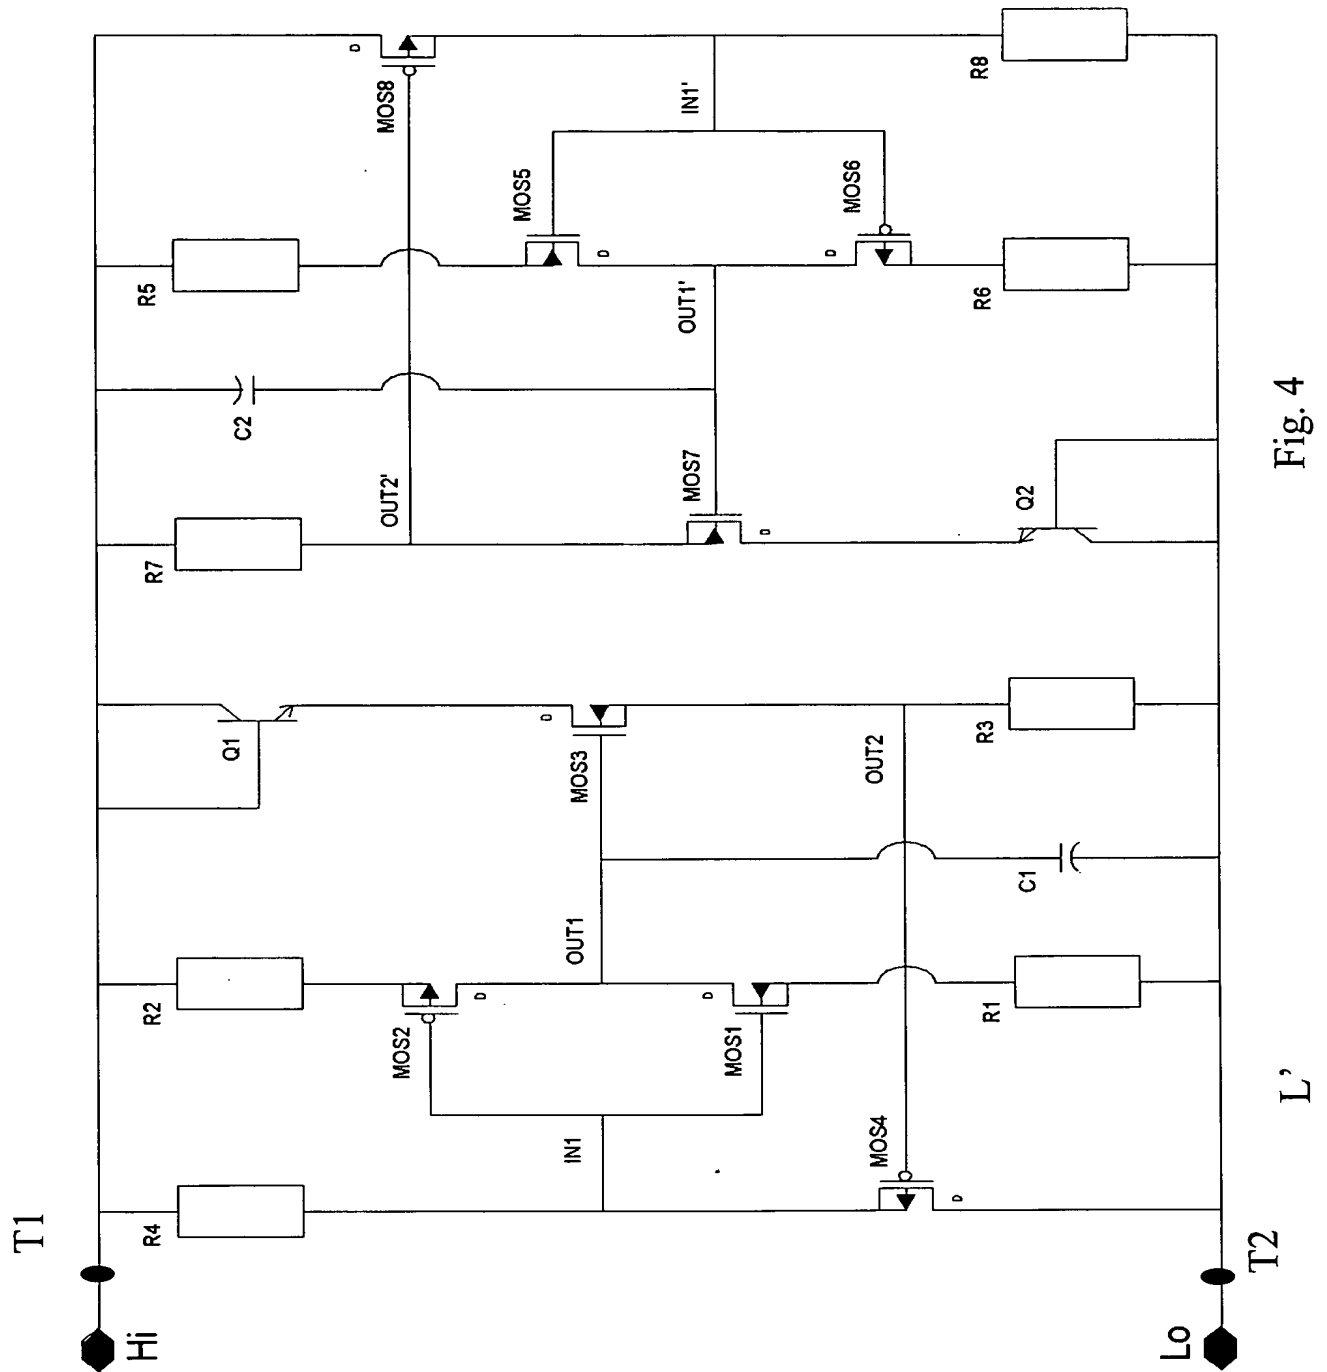 T1
Hi
R4
R2
Q1
R7
C2
R5
D
MOS8
OUT2'
MOS2
D
D
MOS3
MOS5
D
IN1'
IN1
OUT1
OUT1'
MOS7
D
D
MOS1
MOS6
D
MOS4
D
OUT2
C1
R1
R3
Q2
R6
R8
Lo
T2
L'
Fig. 4